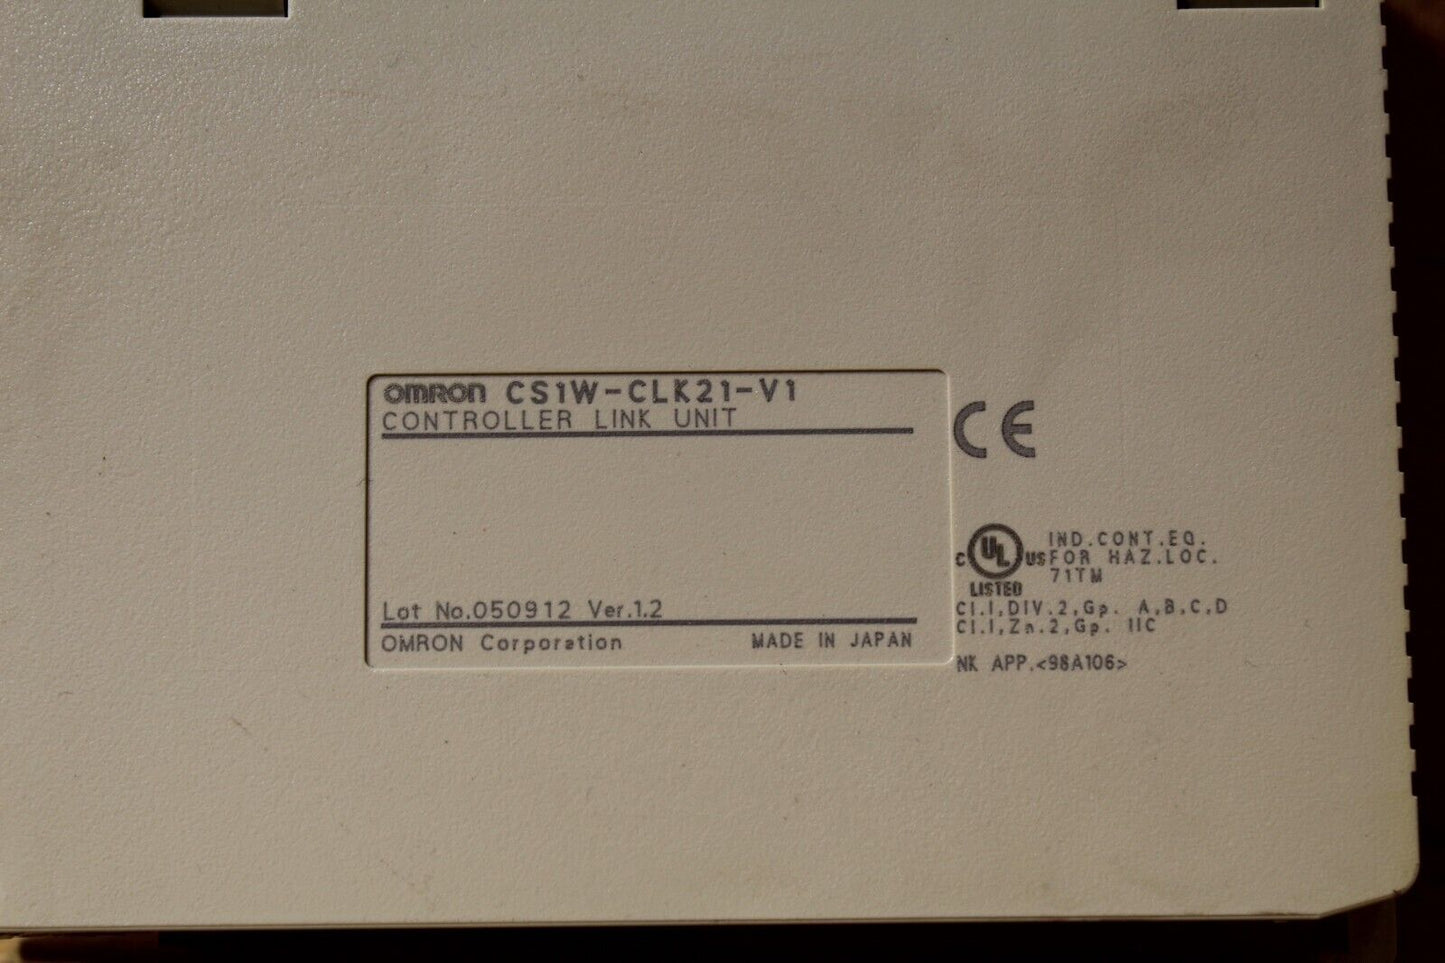 OMRON CS1W-CLK21-V1
CONTROLLER LINK UNIT
Lot No.050912 Ver.1.2
OMRON Corporation MADE IN JAPAN
CE
C UL US
LISTED
IND.CONT.EQ.
FOR HAZ.LOC.
71TM
Cl.I,DIV.2,Gp. A,B,C,D
Cl.I,Zn.2,Gp. IIC
NK APP.<98A106>